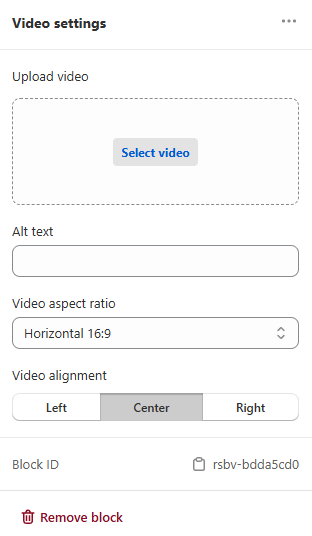 Video settings
Upload video
Select video
Alt text
Video aspect ratio
Horizontal 16:9
Video alignment
Left Center Right
Block ID rsbv-bdda5cd0
Remove block